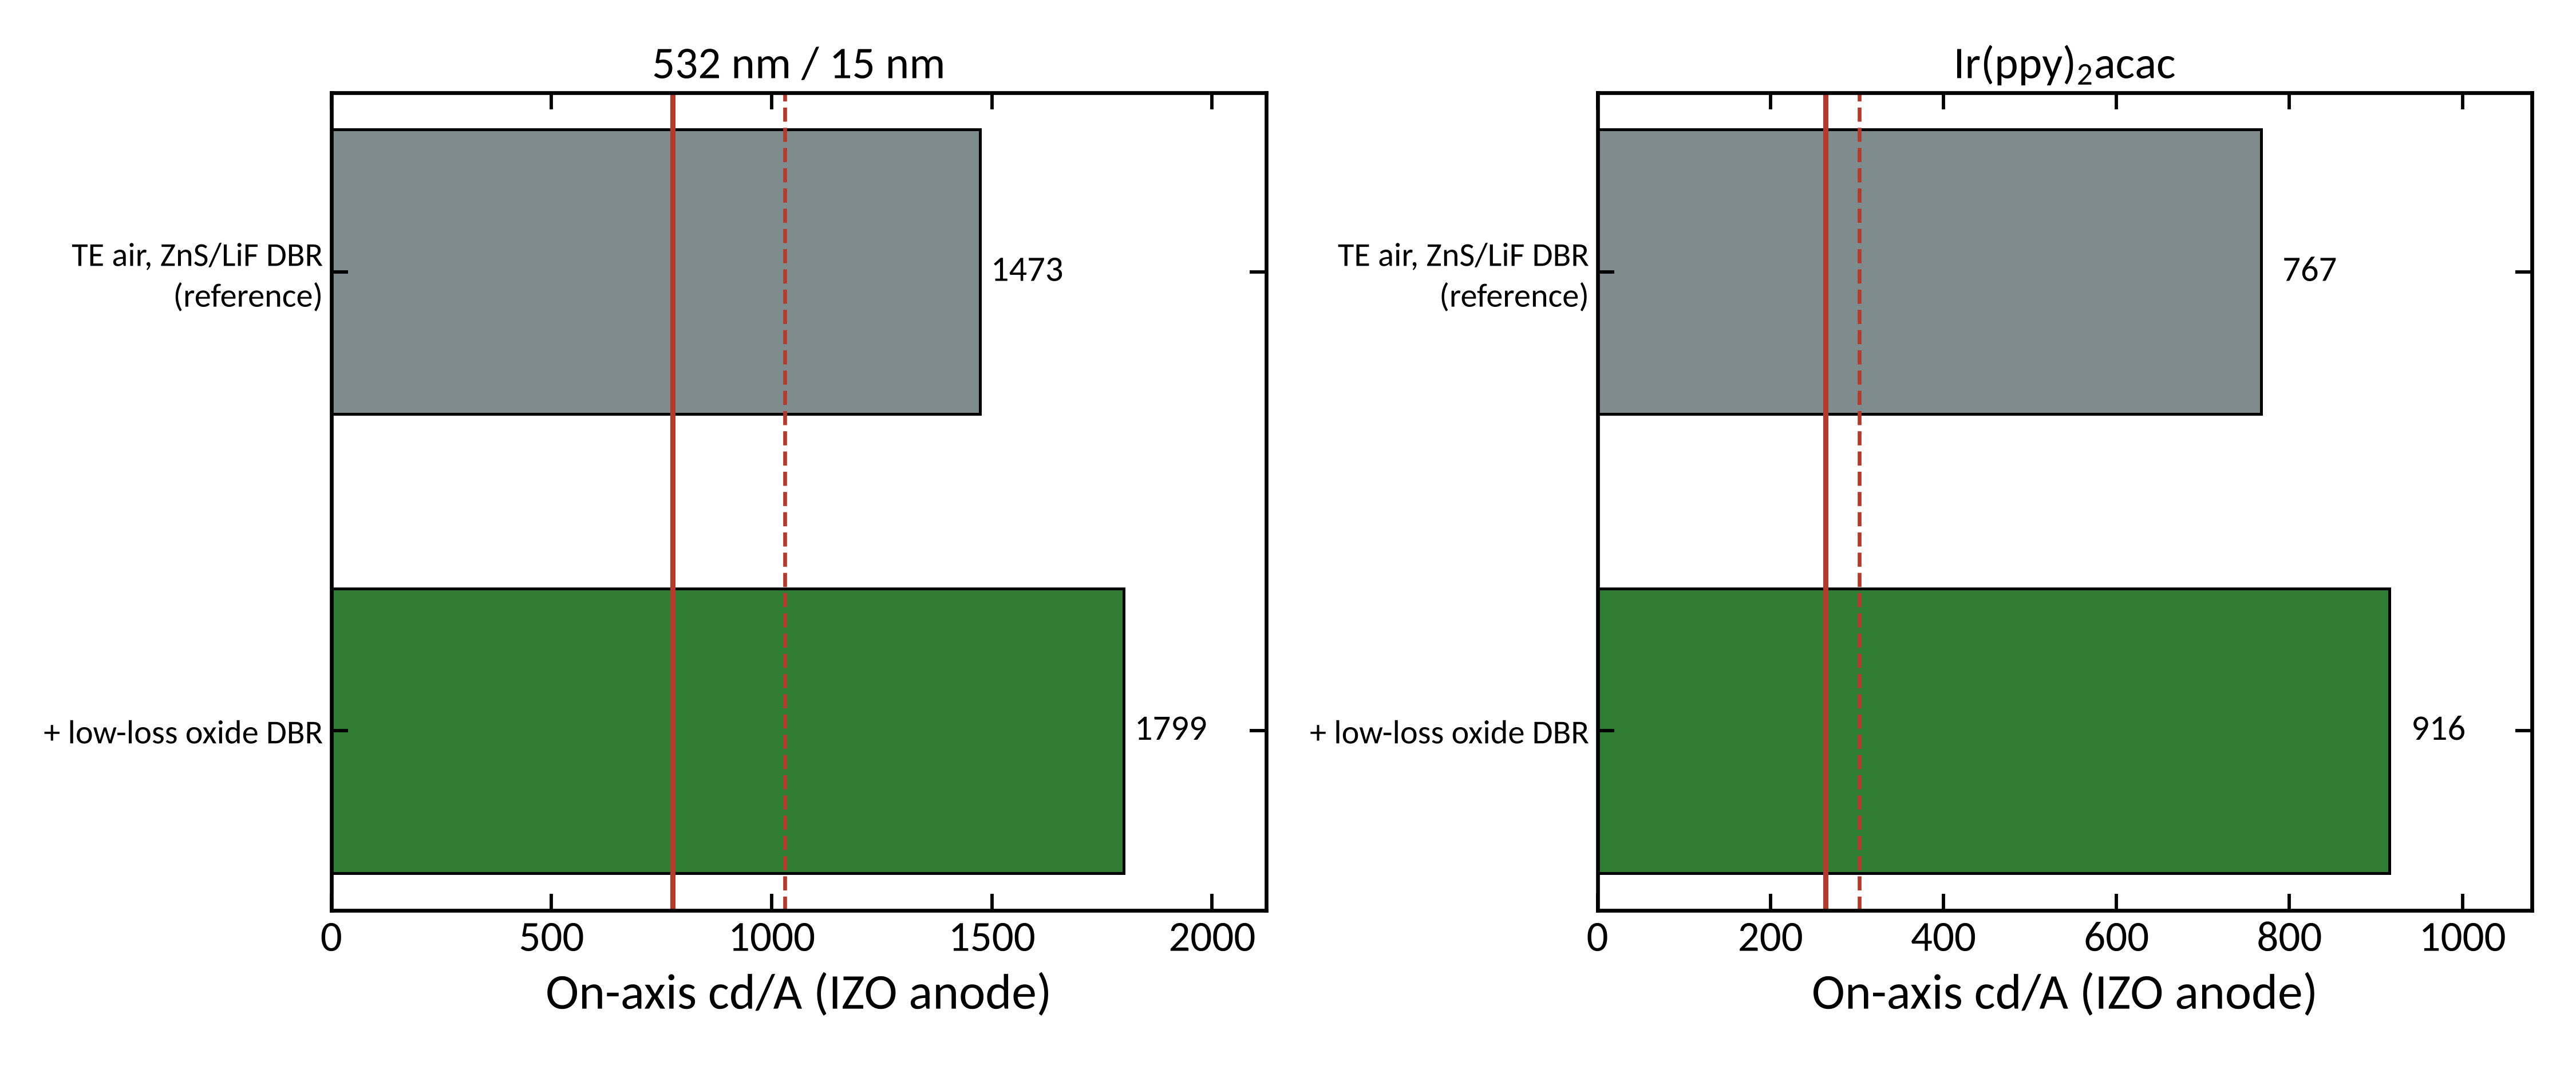 532 nm / 15 nm
TE air, ZnS/LiF DBR
(reference)
1473
+ low-loss oxide DBR
1799
0 500 1000 1500 2000
On-axis cd/A (IZO anode)
Ir(ppy)₂acac
TE air, ZnS/LiF DBR
(reference)
767
+ low-loss oxide DBR
916
0 200 400 600 800 1000
On-axis cd/A (IZO anode)